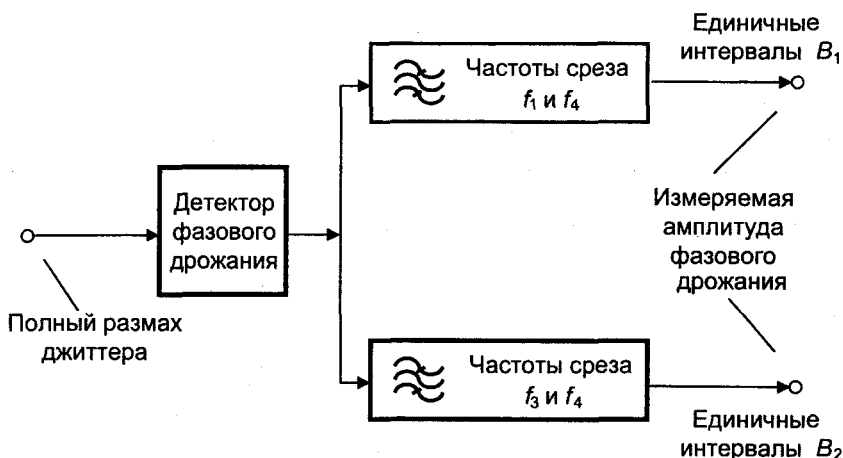 Единичные
интервалы B₁
Частоты среза
f₁ и f₄
Детектор
фазового
дрожания
Измеряемая
амплитуда
фазового
дрожания
Полный размах
джиттера
Частоты среза
f₃ и f₄
Единичные
интервалы B₂